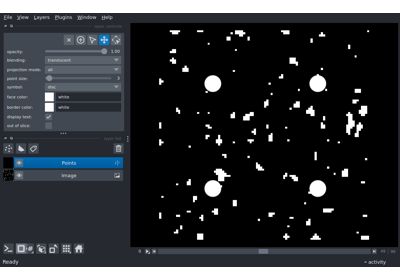 File View Layers Plugins Window Help
opacity: 1.00
blending: translucent
projection mode: all
point size: 3
symbol: disc
face color: white
border color: white
display text: ✓
out of slice:
Points
Image
Ready
activity